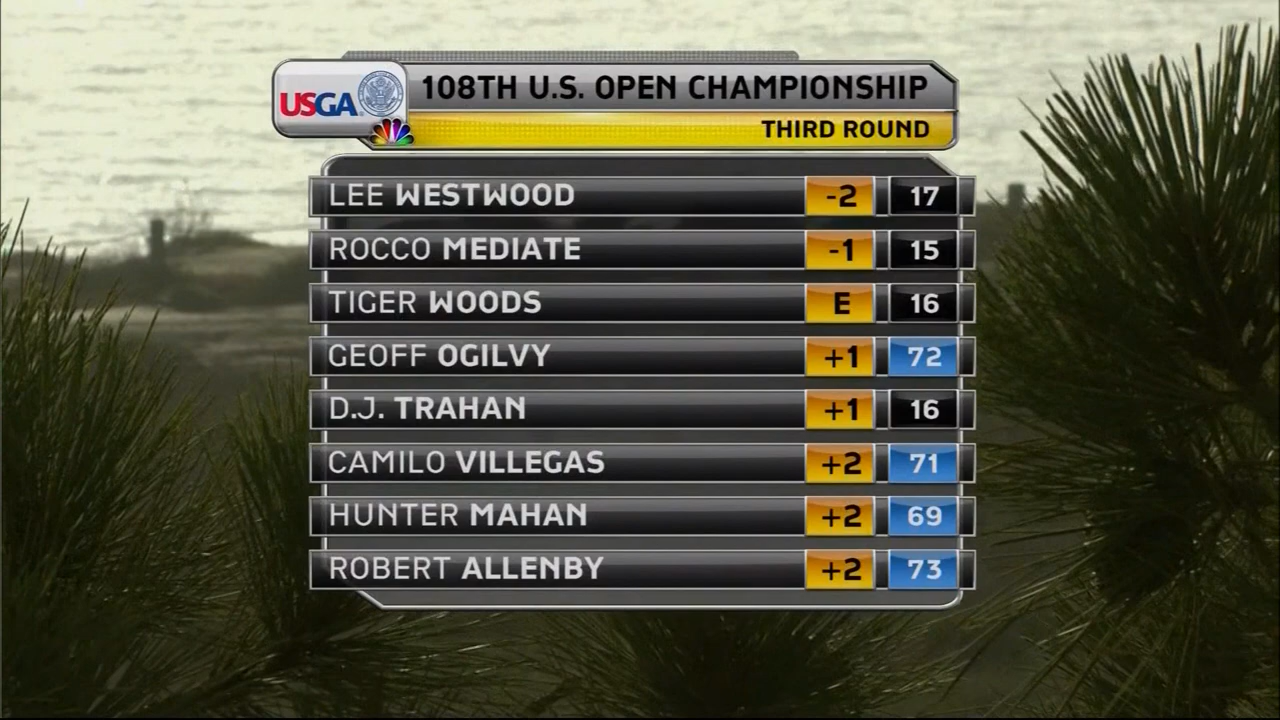 USGA
108TH U.S. OPEN CHAMPIONSHIP
THIRD ROUND
LEE WESTWOOD -2 17
ROCCO MEDIATE -1 15
TIGER WOODS E 16
GEOFF OGILVY +1 72
D.J. TRAHAN +1 16
CAMILO VILLEGAS +2 71
HUNTER MAHAN +2 69
ROBERT ALLENBY +2 73